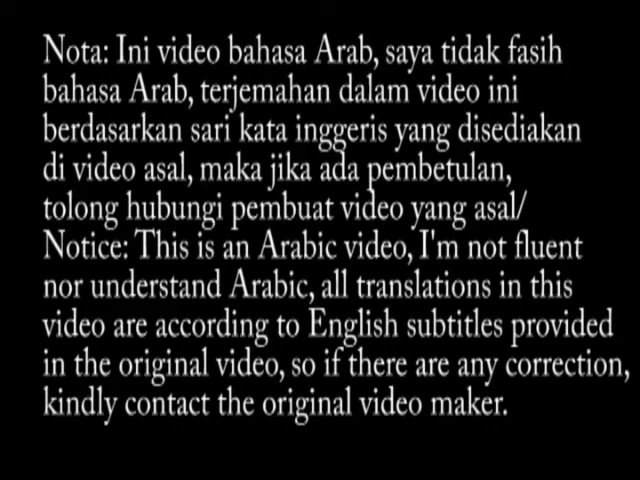 Nota: Ini video bahasa Arab, saya tidak fasih
bahasa Arab, terjemahan dalam video ini
berdasarkan sari kata inggeris yang disediakan
di video asal, maka jika ada pembetulan,
tolong hubungi pembuat video yang asal/
Notice: This is an Arabic video, I'm not fluent
nor understand Arabic, all translations in this
video are according to English subtitles provided
in the original video, so if there are any correction,
kindly contact the original video maker.